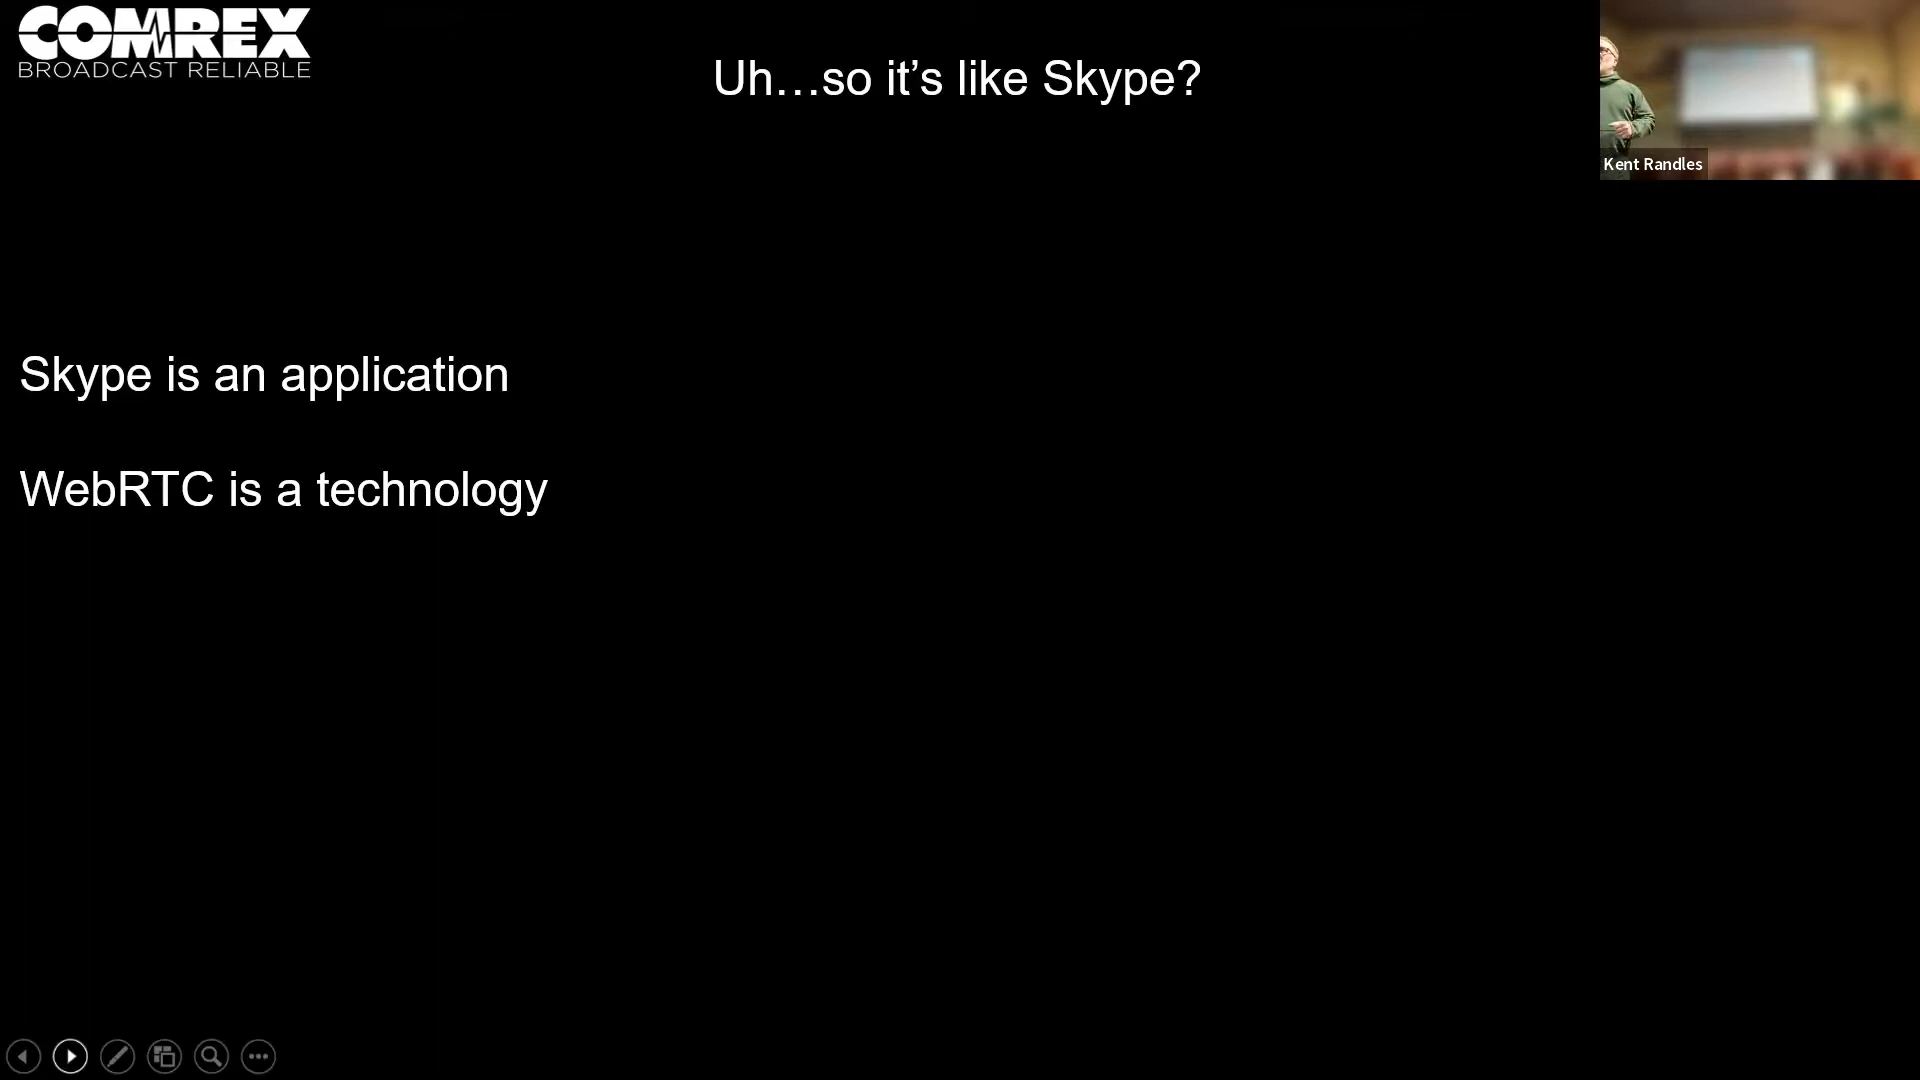 COMREX
BROADCAST RELIABLE
Uh…so it’s like Skype?
Kent Randles
Skype is an application
WebRTC is a technology